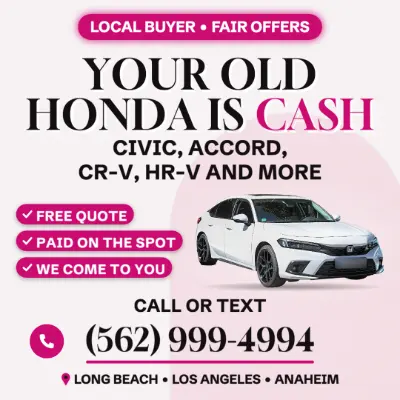 LOCAL BUYER • FAIR OFFERS
YOUR OLD
HONDA IS CASH
CIVIC, ACCORD,
CR-V, HR-V AND MORE
FREE QUOTE
PAID ON THE SPOT
WE COME TO YOU
CALL OR TEXT
(562) 999-4994
LONG BEACH • LOS ANGELES • ANAHEIM